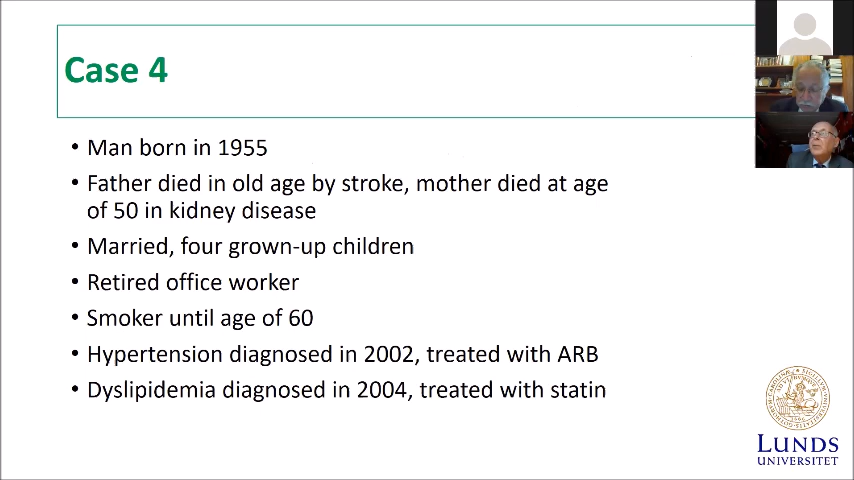 Case 4
• Man born in 1955
• Father died in old age by stroke, mother died at age
of 50 in kidney disease
• Married, four grown-up children
• Retired office worker
• Smoker until age of 60
• Hypertension diagnosed in 2002, treated with ARB
• Dyslipidemia diagnosed in 2004, treated with statin
LUNDS
UNIVERSITET